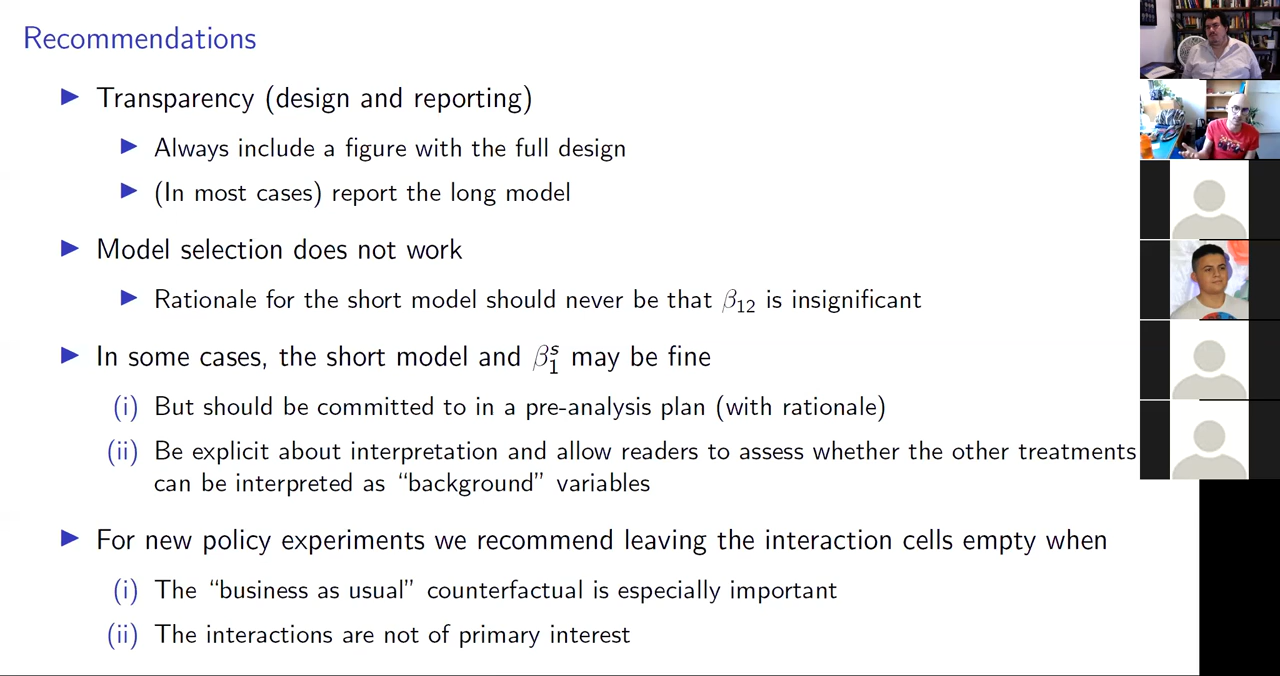 Recommendations
▶ Transparency (design and reporting)
▶ Always include a figure with the full design
▶ (In most cases) report the long model
▶ Model selection does not work
▶ Rationale for the short model should never be that β₁₂ is insignificant
▶ In some cases, the short model and β₁ˢ may be fine
(i) But should be committed to in a pre-analysis plan (with rationale)
(ii) Be explicit about interpretation and allow readers to assess whether the other treatments
can be interpreted as “background” variables
▶ For new policy experiments we recommend leaving the interaction cells empty when
(i) The “business as usual” counterfactual is especially important
(ii) The interactions are not of primary interest